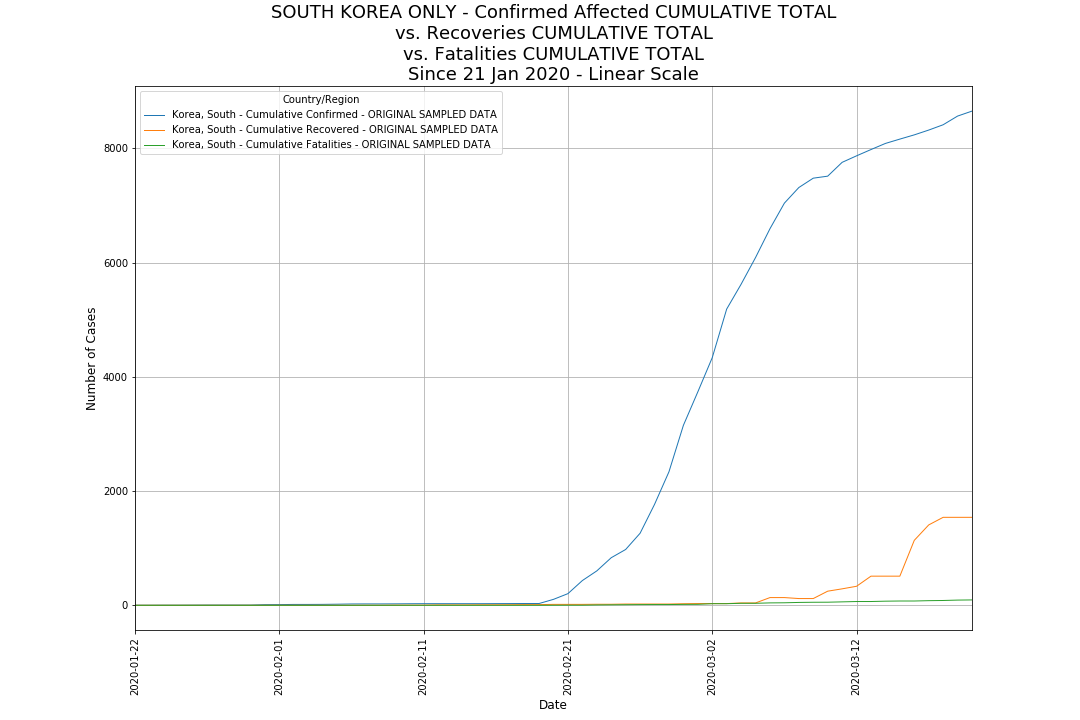 SOUTH KOREA ONLY - Confirmed Affected CUMULATIVE TOTAL
vs. Recoveries CUMULATIVE TOTAL
vs. Fatalities CUMULATIVE TOTAL
Since 21 Jan 2020 - Linear Scale
Country/Region
Korea, South - Cumulative Confirmed - ORIGINAL SAMPLED DATA
Korea, South - Cumulative Recovered - ORIGINAL SAMPLED DATA
Korea, South - Cumulative Fatalities - ORIGINAL SAMPLED DATA
Number of Cases
8000
6000
4000
2000
0
2020-01-22
2020-02-01
2020-02-11
2020-02-21
2020-03-02
2020-03-12
Date